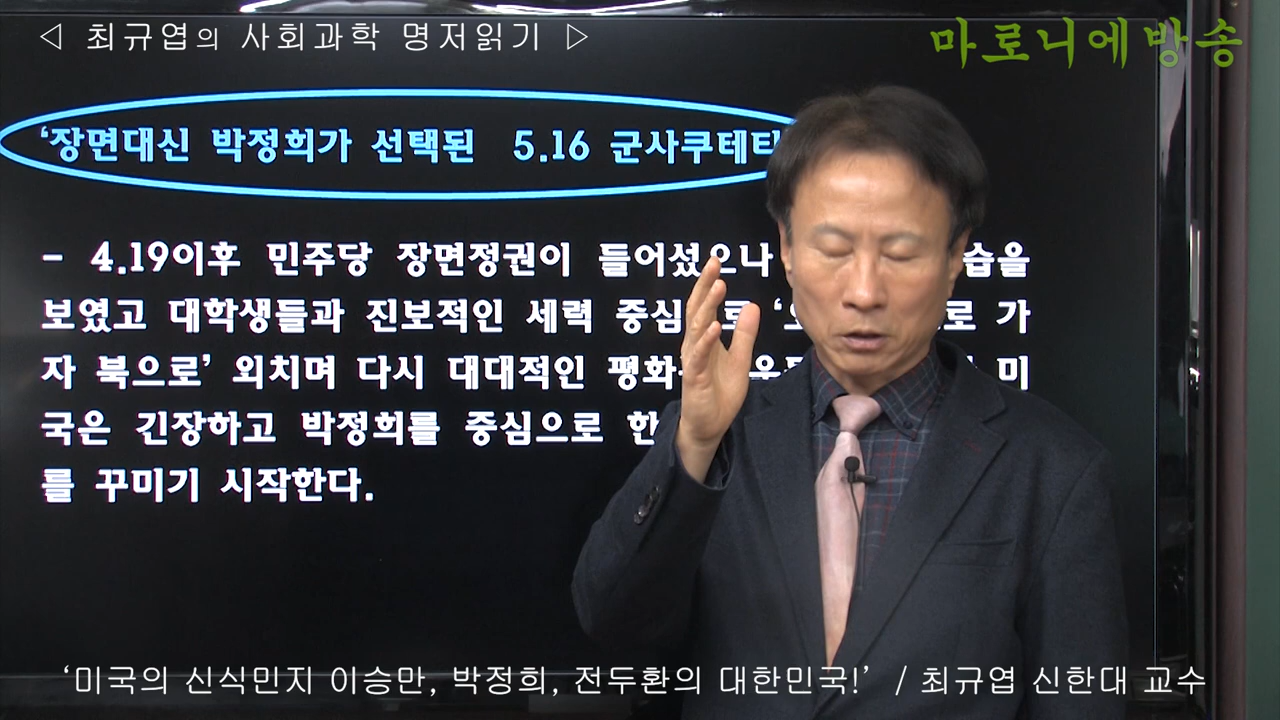 ◁ 최규엽의 사회과학 명저읽기 ▷
마로니에방송
‘장면대신 박정희가 선택된 5.16 군사쿠테타
- 4.19이후 민주당 장면정권이 들어섰으나 습을
보였고 대학생들과 진보적인 세력 중심으로 ‘오 로 가
자 북으로’ 외치며 다시 대대적인 평화 미
국은 긴장하고 박정희를 중심으로 한
를 꾸미기 시작한다.
‘미국의 신식민지 이승만, 박정희, 전두환의 대한민국!’ / 최규엽 신한대 교수